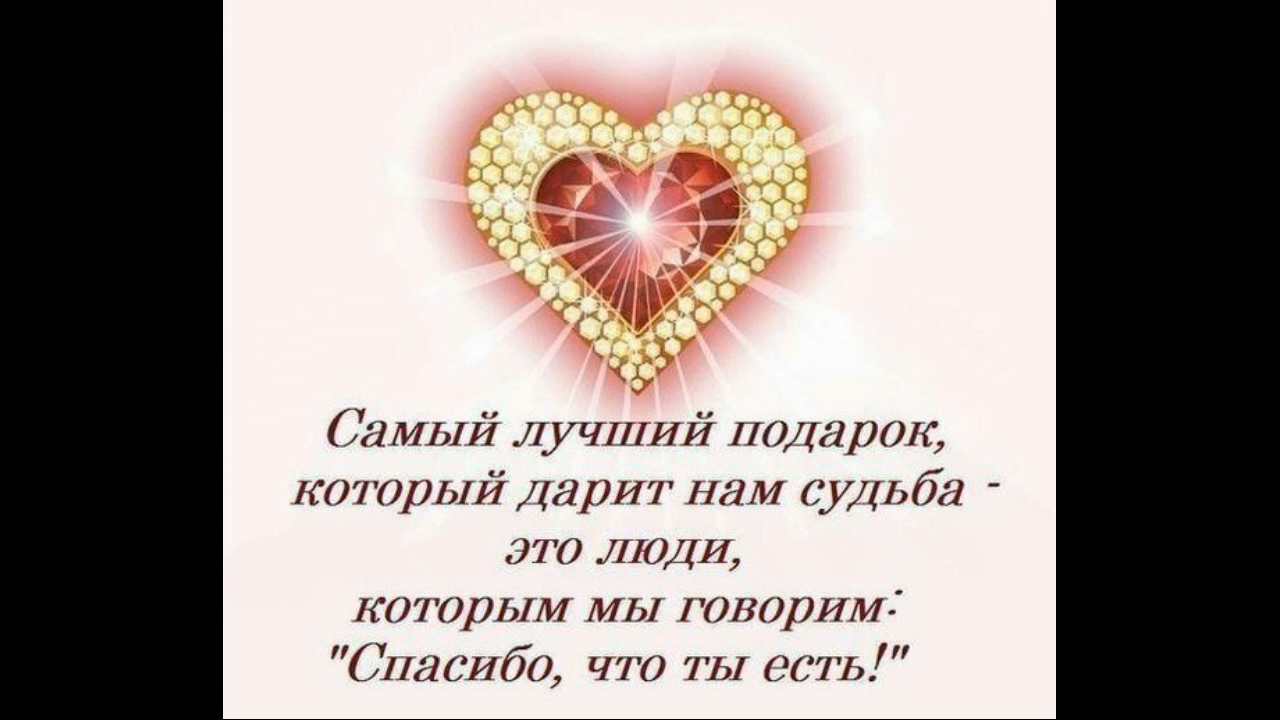 Самый лучший подарок,
который дарит нам судьба -
это люди,
которым мы говорим:
"Спасибо, что ты есть!"